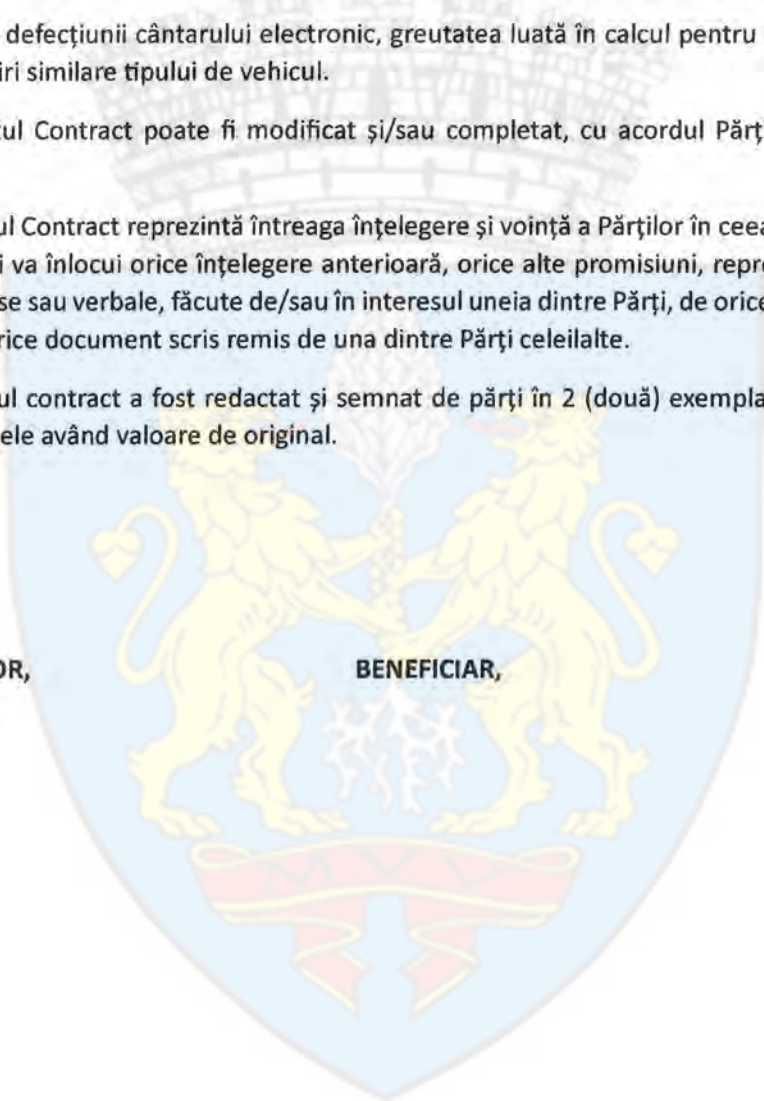 defecțiunii cântarului electronic, greutatea luată în calcul pentru
iri similare tipului de vehicul.
ul Contract poate fi modificat și/sau completat, cu acordul Părț
ul Contract reprezintă întreaga înțelegere și voință a Părților în ceea
i va înlocui orice înțelegere anterioară, orice alte promisiuni, repre
se sau verbale, făcute de/sau în interesul uneia dintre Părți, de orice
rice document scris remis de una dintre Părți celeilalte.
ul contract a fost redactat și semnat de părți în 2 (două) exempla
ele având valoare de original.
OR, BENEFICIAR,
MVV